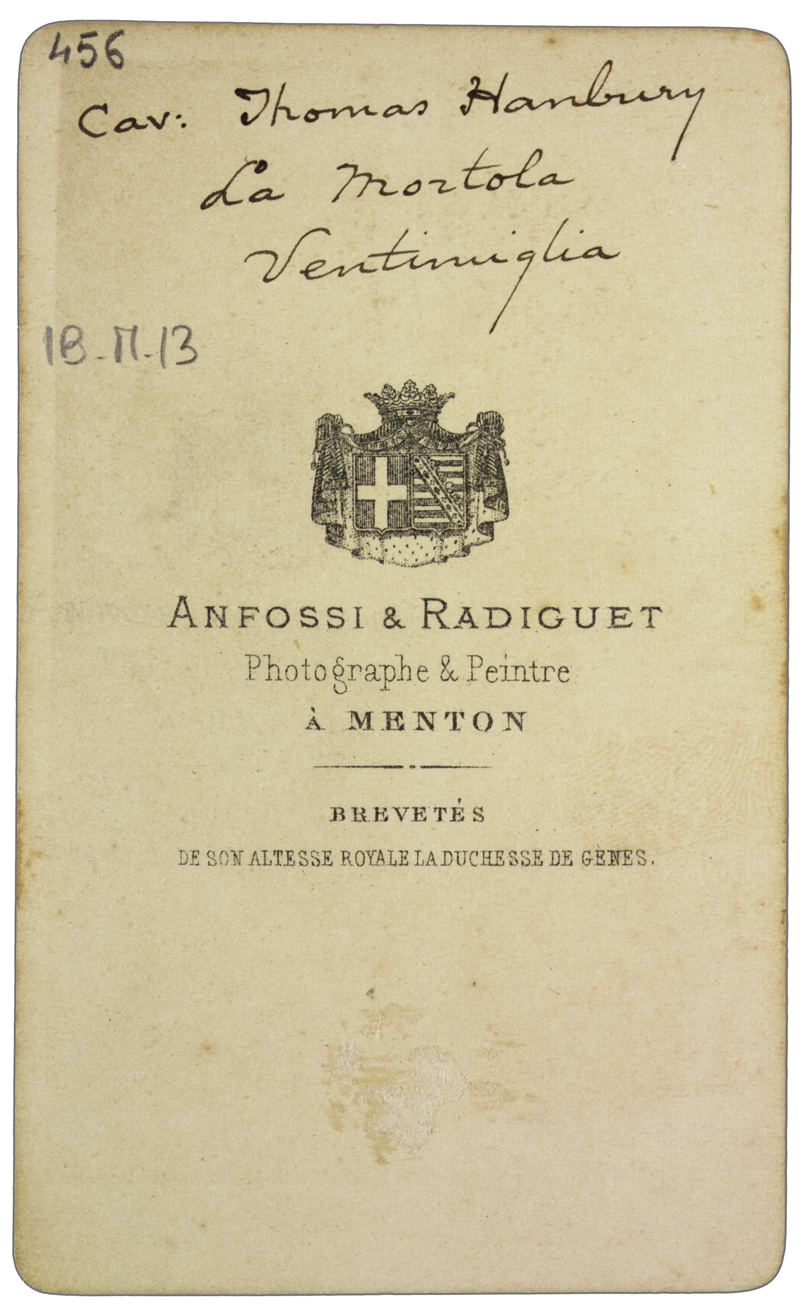 456
Cav: Thomas Hanbury
La Mortola
Ventimiglia
1B-II-13
ANFOSSI & RADIGUET
Photographe & Peintre
À MENTON
BREVETÉS
DE SON ALTESSE ROYALE LA DUCHESSE DE GÊNES.